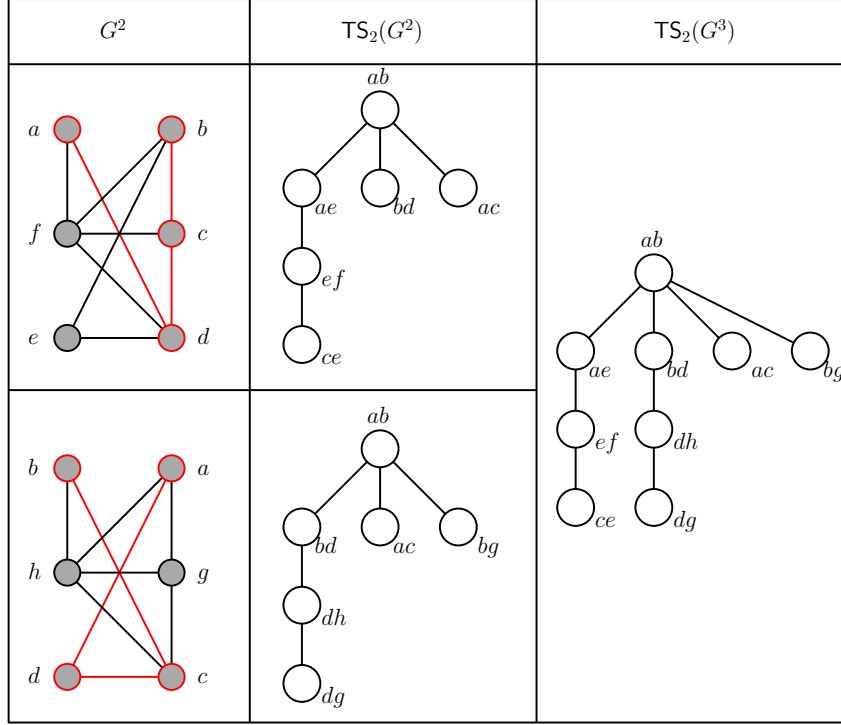 G² TS₂(G²) TS₂(G³)
ab
a b
ae bd ac
f c
ab
ef
e d
ce
ae bd ac bg
ab
ef dh
b a
ce dg
bd ac bg
h g
dh
d c
dg